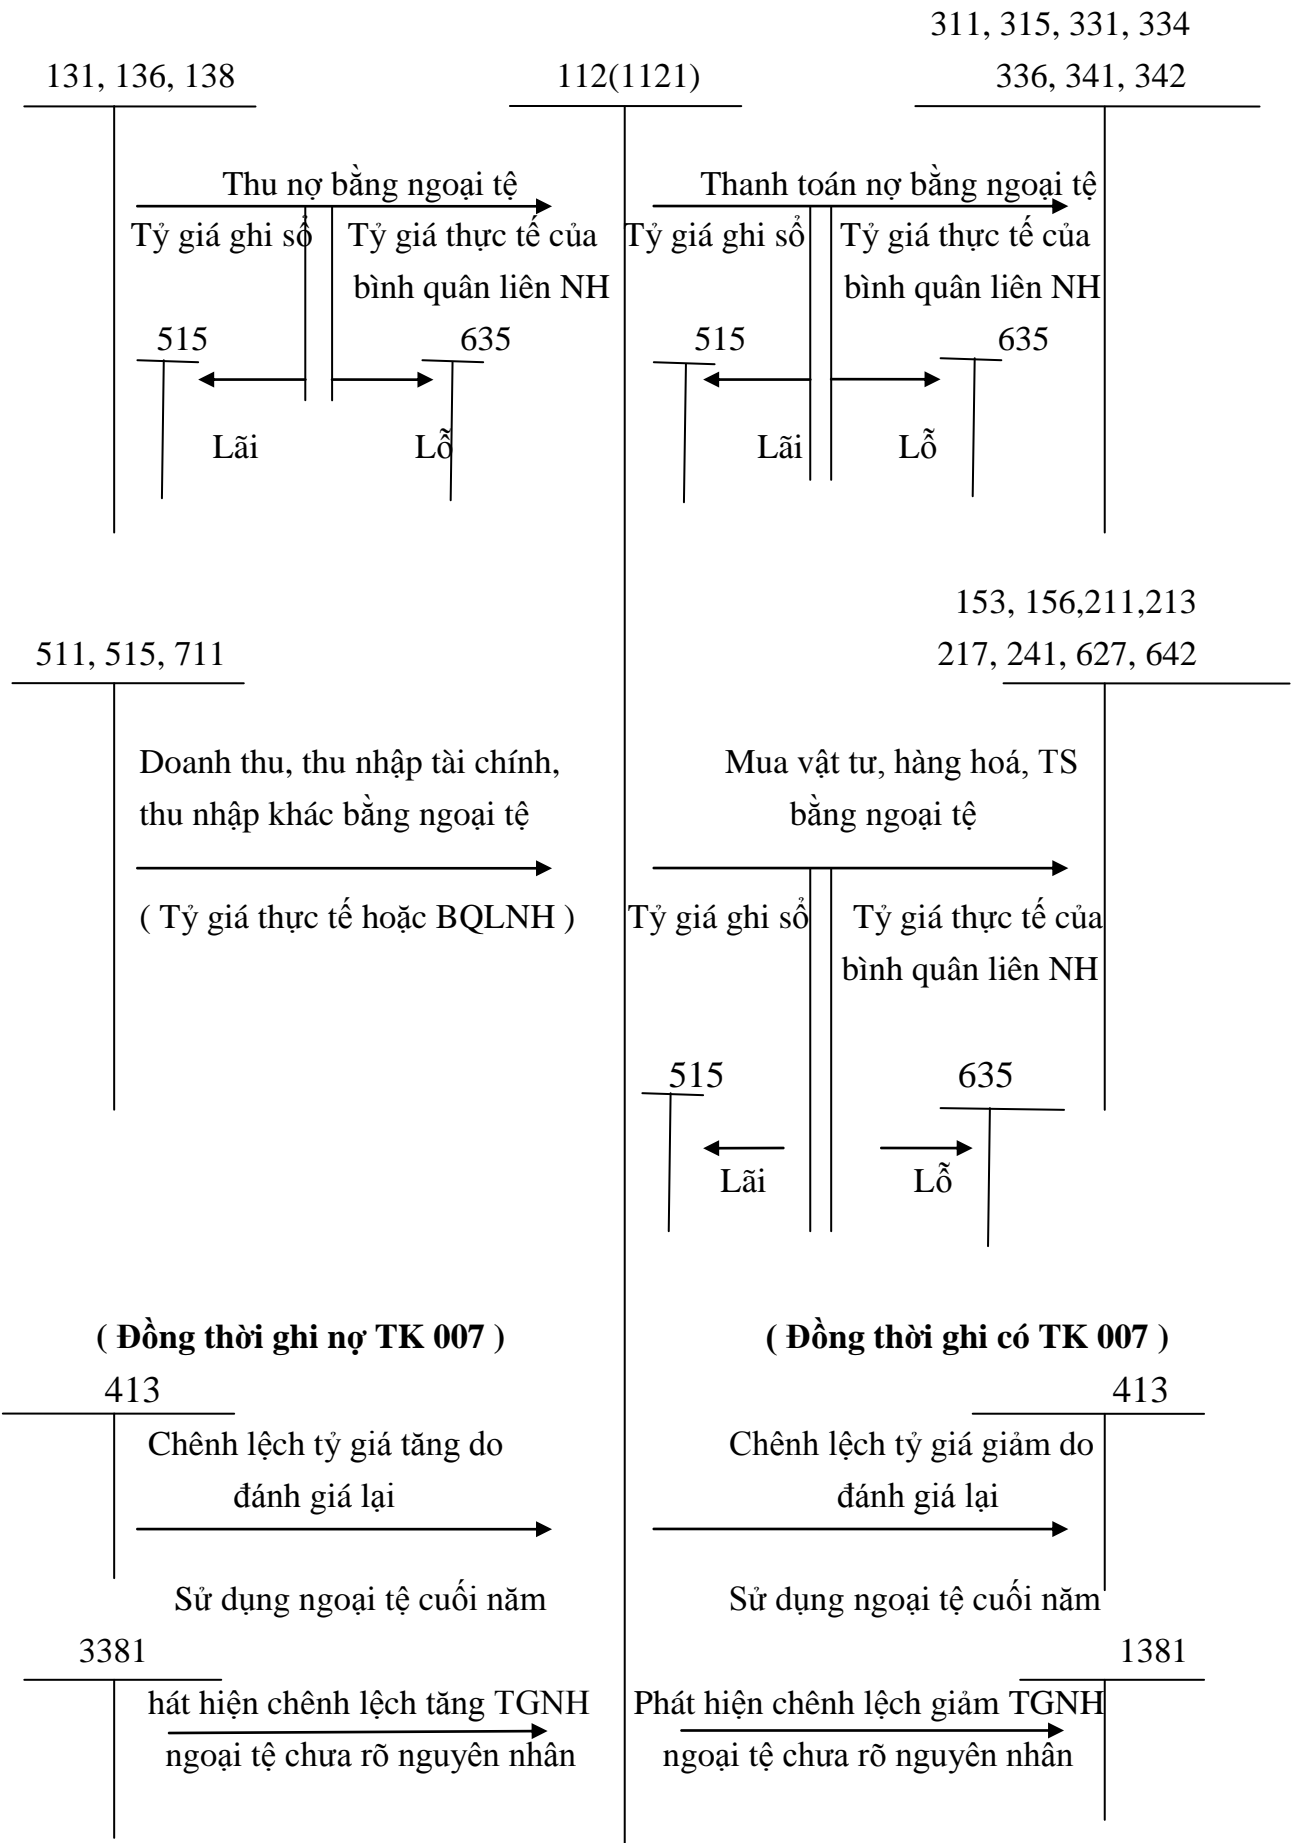 311, 315, 331, 334
131, 136, 138
112(1121)
336, 341, 342
Thu nợ bằng ngoại tệ
Thanh toán nợ bằng ngoại tệ
Tỷ giá ghi sổ
Tỷ giá thực tế của
bình quân liên NH
Tỷ giá ghi sổ
Tỷ giá thực tế của
bình quân liên NH
515
635
515
635
Lãi
Lỗ
Lãi
Lỗ
153, 156,211,213
511, 515, 711
217, 241, 627, 642
Doanh thu, thu nhập tài chính,
thu nhập khác bằng ngoại tệ
Mua vật tư, hàng hoá, TS
bằng ngoại tệ
( Tỷ giá thực tế hoặc BQLNH )
Tỷ giá ghi sổ
Tỷ giá thực tế của
bình quân liên NH
515
635
Lãi
Lỗ
( Đồng thời ghi nợ TK 007 )
( Đồng thời ghi có TK 007 )
413
413
Chênh lệch tỷ giá tăng do
đánh giá lại
Chênh lệch tỷ giá giảm do
đánh giá lại
Sử dụng ngoại tệ cuối năm
Sử dụng ngoại tệ cuối năm
3381
1381
hát hiện chênh lệch tăng TGNH
ngoại tệ chưa rõ nguyên nhân
Phát hiện chênh lệch giảm TGNH
ngoại tệ chưa rõ nguyên nhân